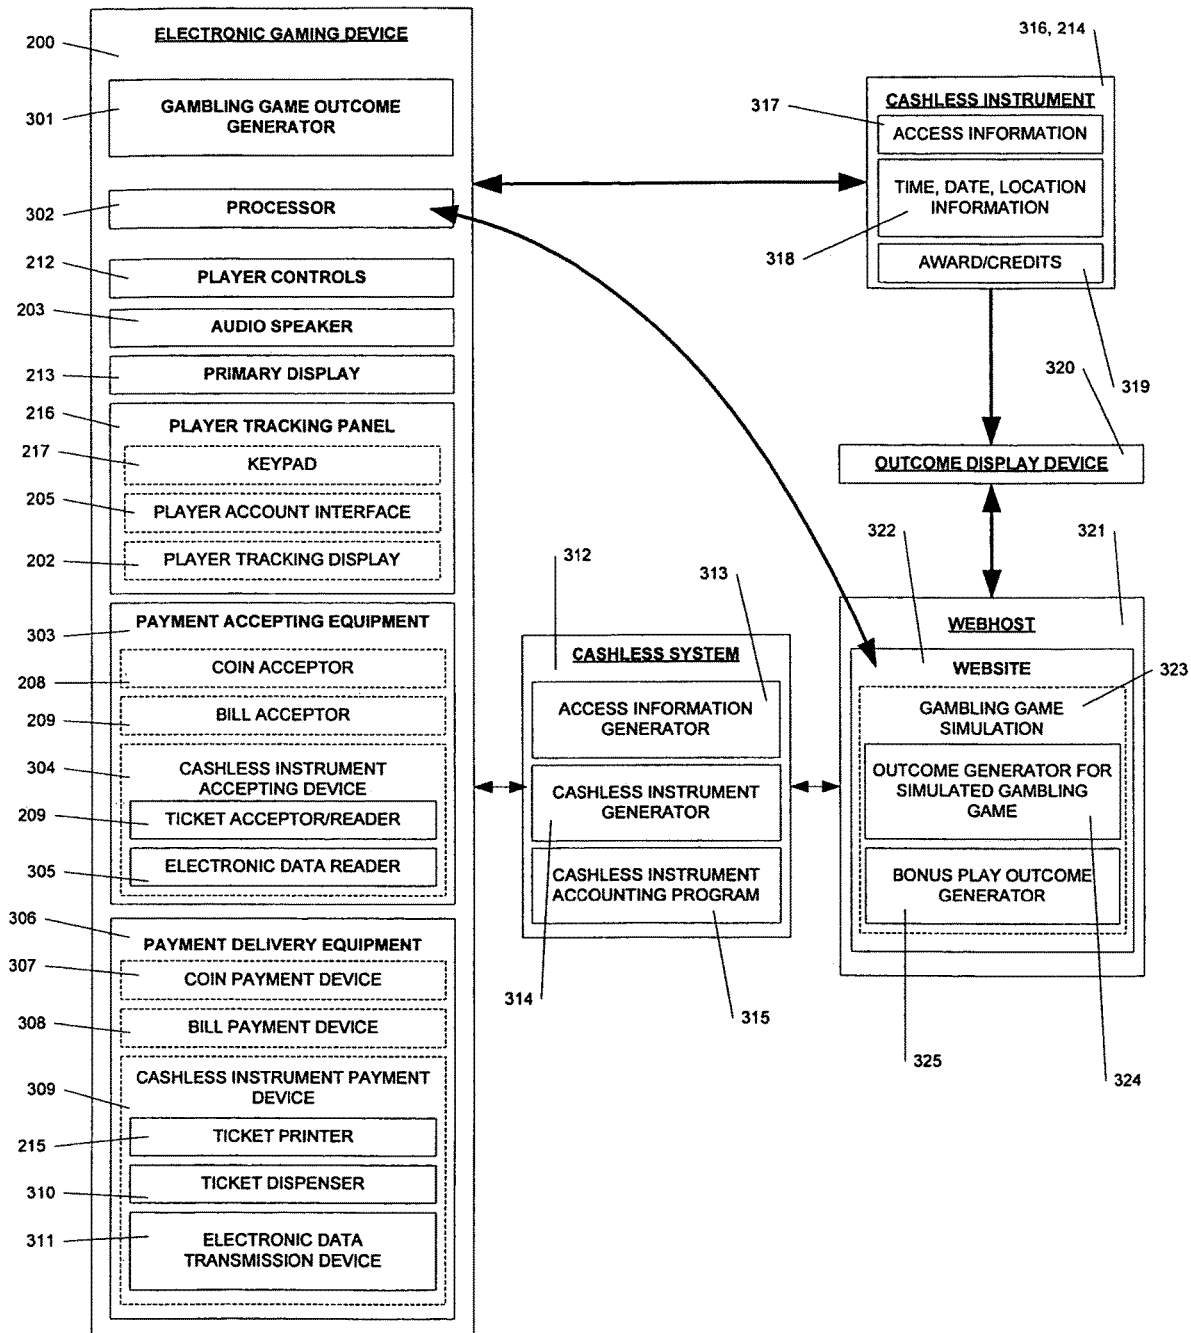 ELECTRONIC GAMING DEVICE
200
GAMBLING GAME OUTCOME
GENERATOR
301
PROCESSOR
302
212
PLAYER CONTROLS
203
AUDIO SPEAKER
PRIMARY DISPLAY
213
216
PLAYER TRACKING PANEL
217
KEYPAD
205
PLAYER ACCOUNT INTERFACE
PLAYER TRACKING DISPLAY
202
PAYMENT ACCEPTING EQUIPMENT
303
COIN ACCEPTOR
208
BILL ACCEPTOR
209
304
CASHLESS INSTRUMENT
ACCEPTING DEVICE
209
TICKET ACCEPTOR/READER
ELECTRONIC DATA READER
305
306
PAYMENT DELIVERY EQUIPMENT
307
COIN PAYMENT DEVICE
308
BILL PAYMENT DEVICE
CASHLESS INSTRUMENT PAYMENT
DEVICE
309
TICKET PRINTER
215
TICKET DISPENSER
310
311
ELECTRONIC DATA
TRANSMISSION DEVICE
312
313
CASHLESS SYSTEM
ACCESS INFORMATION
GENERATOR
CASHLESS INSTRUMENT
GENERATOR
CASHLESS INSTRUMENT
ACCOUNTING PROGRAM
314
315
316, 214
CASHLESS INSTRUMENT
317
ACCESS INFORMATION
TIME, DATE, LOCATION
INFORMATION
318
AWARD/CREDITS
319
320
OUTCOME DISPLAY DEVICE
322
321
WEBHOST
WEBSITE
323
GAMBLING GAME
SIMULATION
OUTCOME GENERATOR FOR
SIMULATED GAMBLING
GAME
BONUS PLAY OUTCOME
GENERATOR
325
324